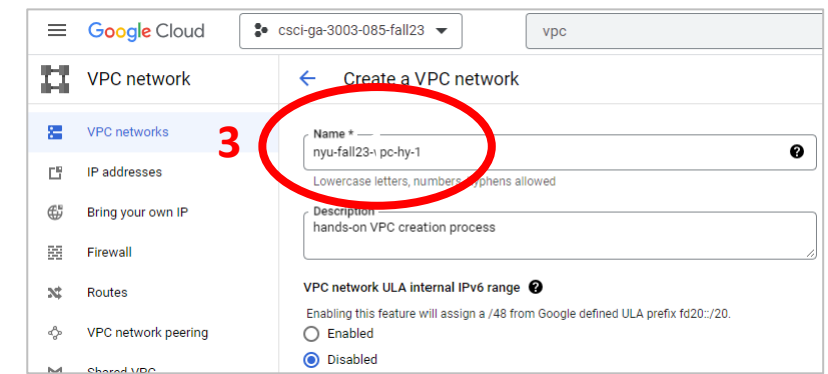 Google Cloud
csci-ga-3003-085-fall23
vpc
VPC network
Create a VPC network
VPC networks
IP addresses
Bring your own IP
Firewall
Routes
VPC network peering
Shared VPC
3
Name *
nyu-fall23-vpc-hy-1
Lowercase letters, numbers, hyphens allowed
Description
hands-on VPC creation process
VPC network ULA internal IPv6 range
Enabling this feature will assign a /48 from Google defined ULA prefix fd20::/20.
Enabled
Disabled